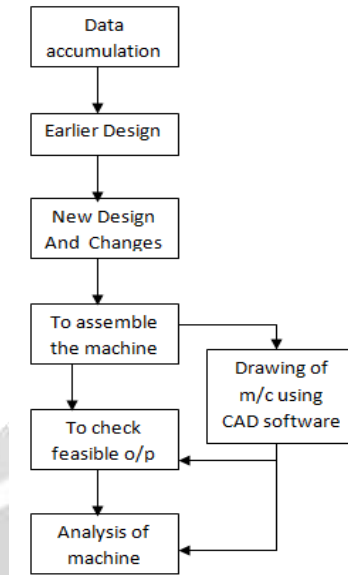 Data
accumulation
Earlier Design
New Design
And Changes
To assemble
the machine
Drawing of
m/c using
CAD software
To check
feasible o/p
Analysis of
machine